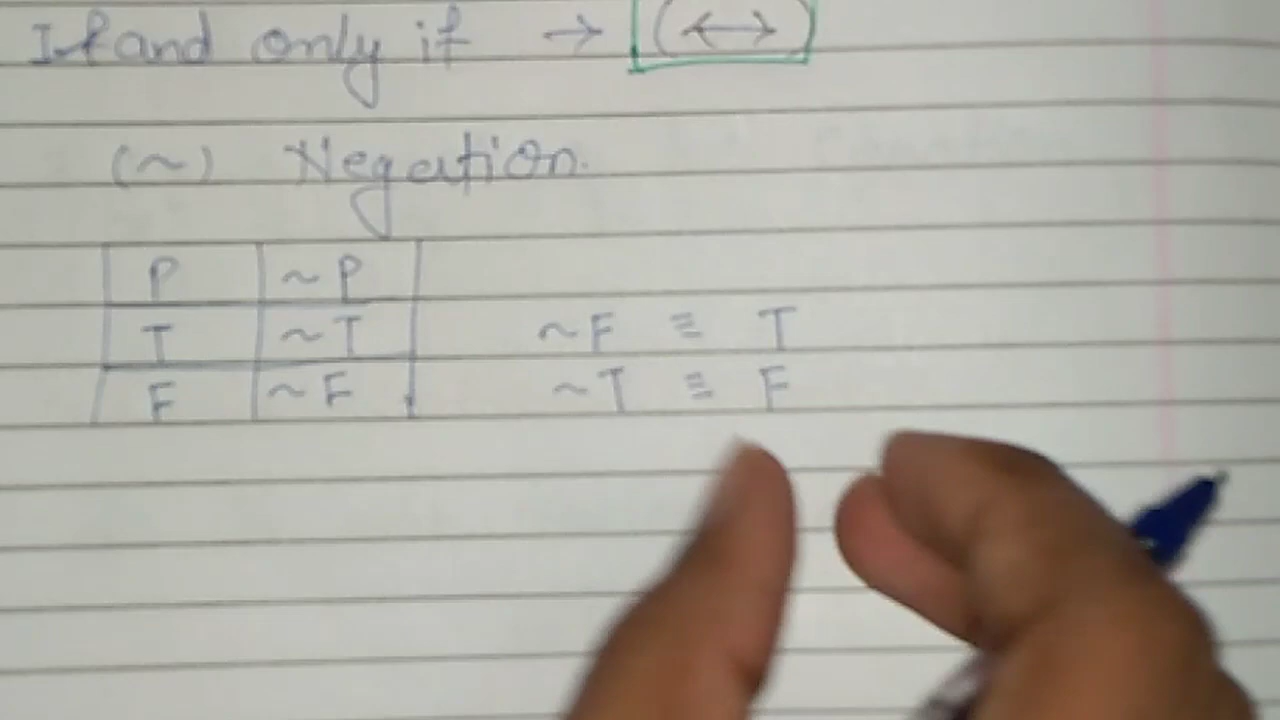 If and only if → (↔)
(~) Negation.
P ~P
T ~T ~F ≡ T
F ~F ~T ≡ F